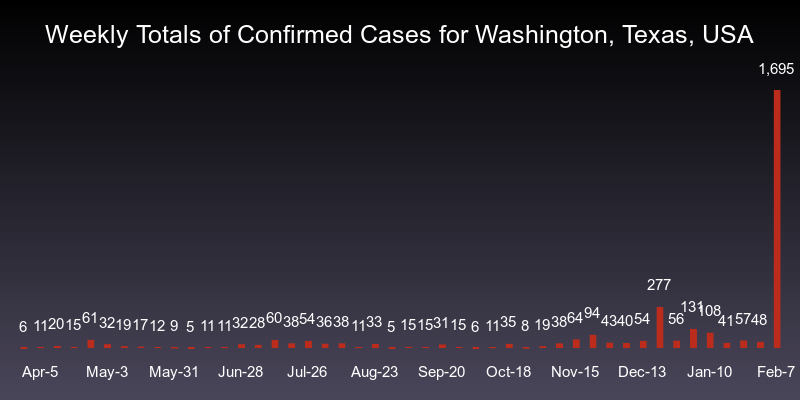 Weekly Totals of Confirmed Cases for Washington, Texas, USA
1,695
277
6 11 20 15 61 32 19 17 12 9 5 11 11 32 28 60 38 54 36 38 11 33 5 15 15 31 15 6 11 35 8 19 38 64 94 43 40 54 56 131 108 41 57 48
Apr-5 May-3 May-31 Jun-28 Jul-26 Aug-23 Sep-20 Oct-18 Nov-15 Dec-13 Jan-10 Feb-7